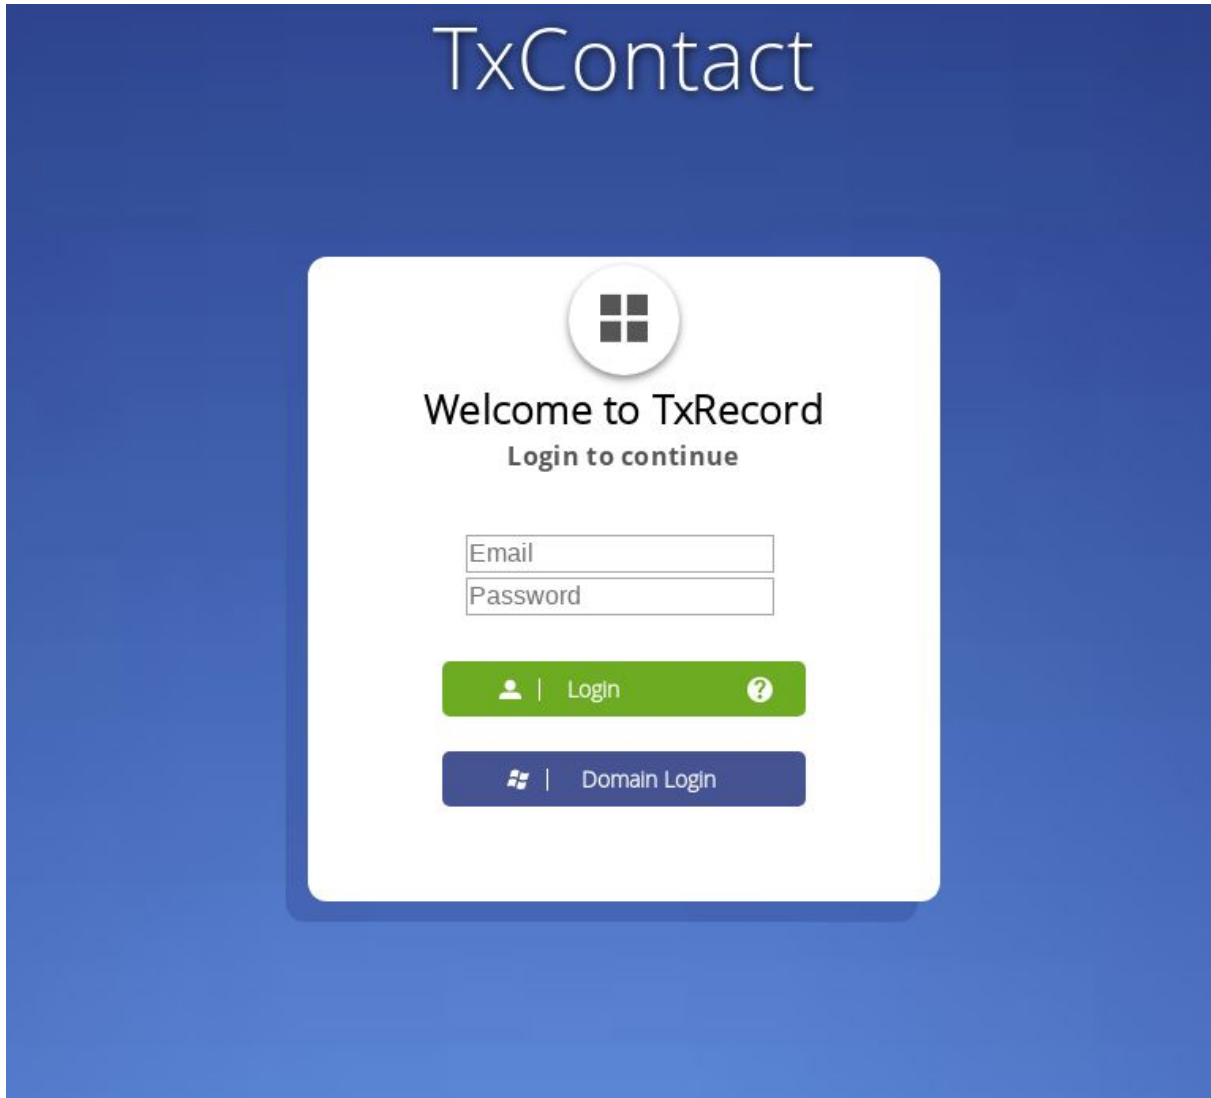 TxContact
Welcome to TxRecord
Login to continue
Email
Password
Login
Domain Login